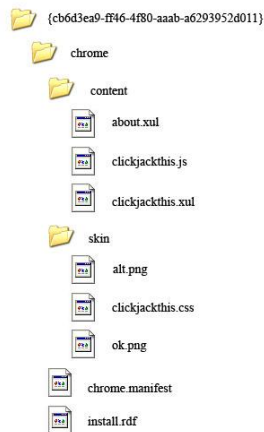 {cb6d3ea9-ff46-4f80-aaab-a6293952d011}
chrome
content
about.xul
clickjackthis.js
clickjackthis.xul
skin
alt.png
clickjackthis.css
ok.png
chrome.manifest
install.rdf